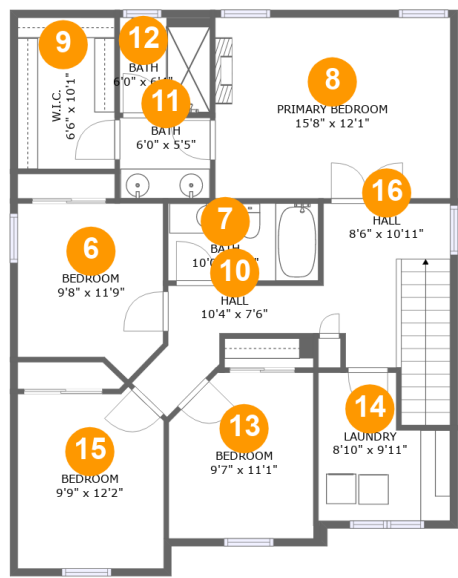 9
W.I.C.
6'6" x 10'1"
12
BATH
6'0"
11
BATH
6'0" x 5'5"
8
PRIMARY BEDROOM
15'8" x 12'1"
16
HALL
8'6" x 10'11"
7
BATH
6
BEDROOM
9'8" x 11'9"
10
HALL
10'4" x 7'6"
13
BEDROOM
9'7" x 11'1"
14
LAUNDRY
8'10" x 9'11"
15
BEDROOM
9'9" x 12'2"